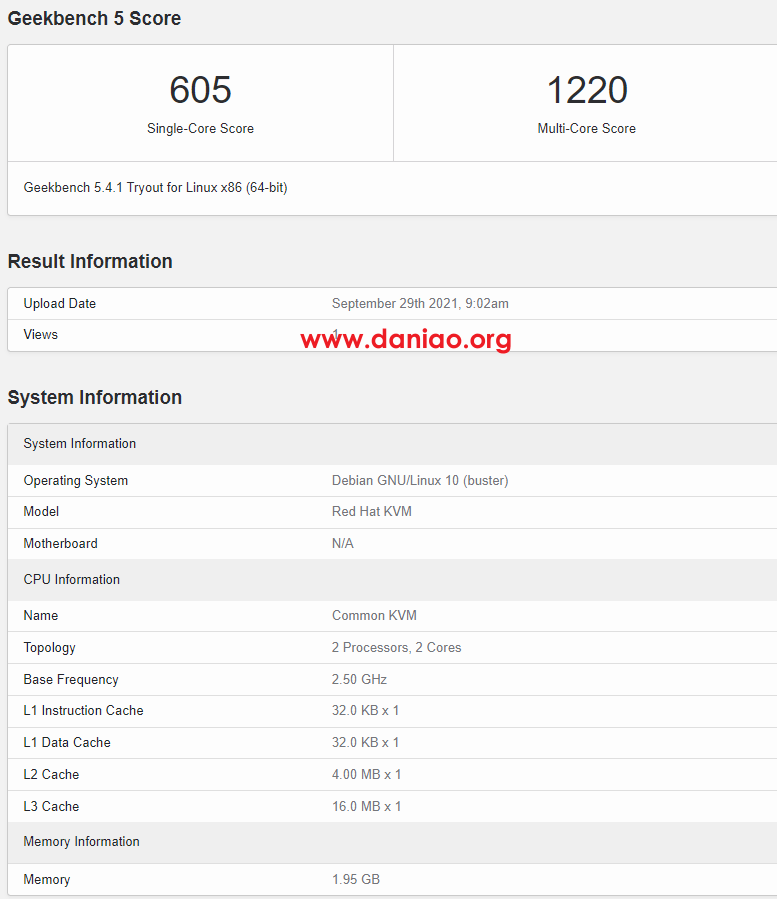 Geekbench 5 Score
605
1220
Single-Core Score
Multi-Core Score
Geekbench 5.4.1 Tryout for Linux x86 (64-bit)
Result Information
Upload Date September 29th 2021, 9:02am
Views 1
www.daniao.org
System Information
System Information
Operating System Debian GNU/Linux 10 (buster)
Model Red Hat KVM
Motherboard N/A
CPU Information
Name Common KVM
Topology 2 Processors, 2 Cores
Base Frequency 2.50 GHz
L1 Instruction Cache 32.0 KB x 1
L1 Data Cache 32.0 KB x 1
L2 Cache 4.00 MB x 1
L3 Cache 16.0 MB x 1
Memory Information
Memory 1.95 GB